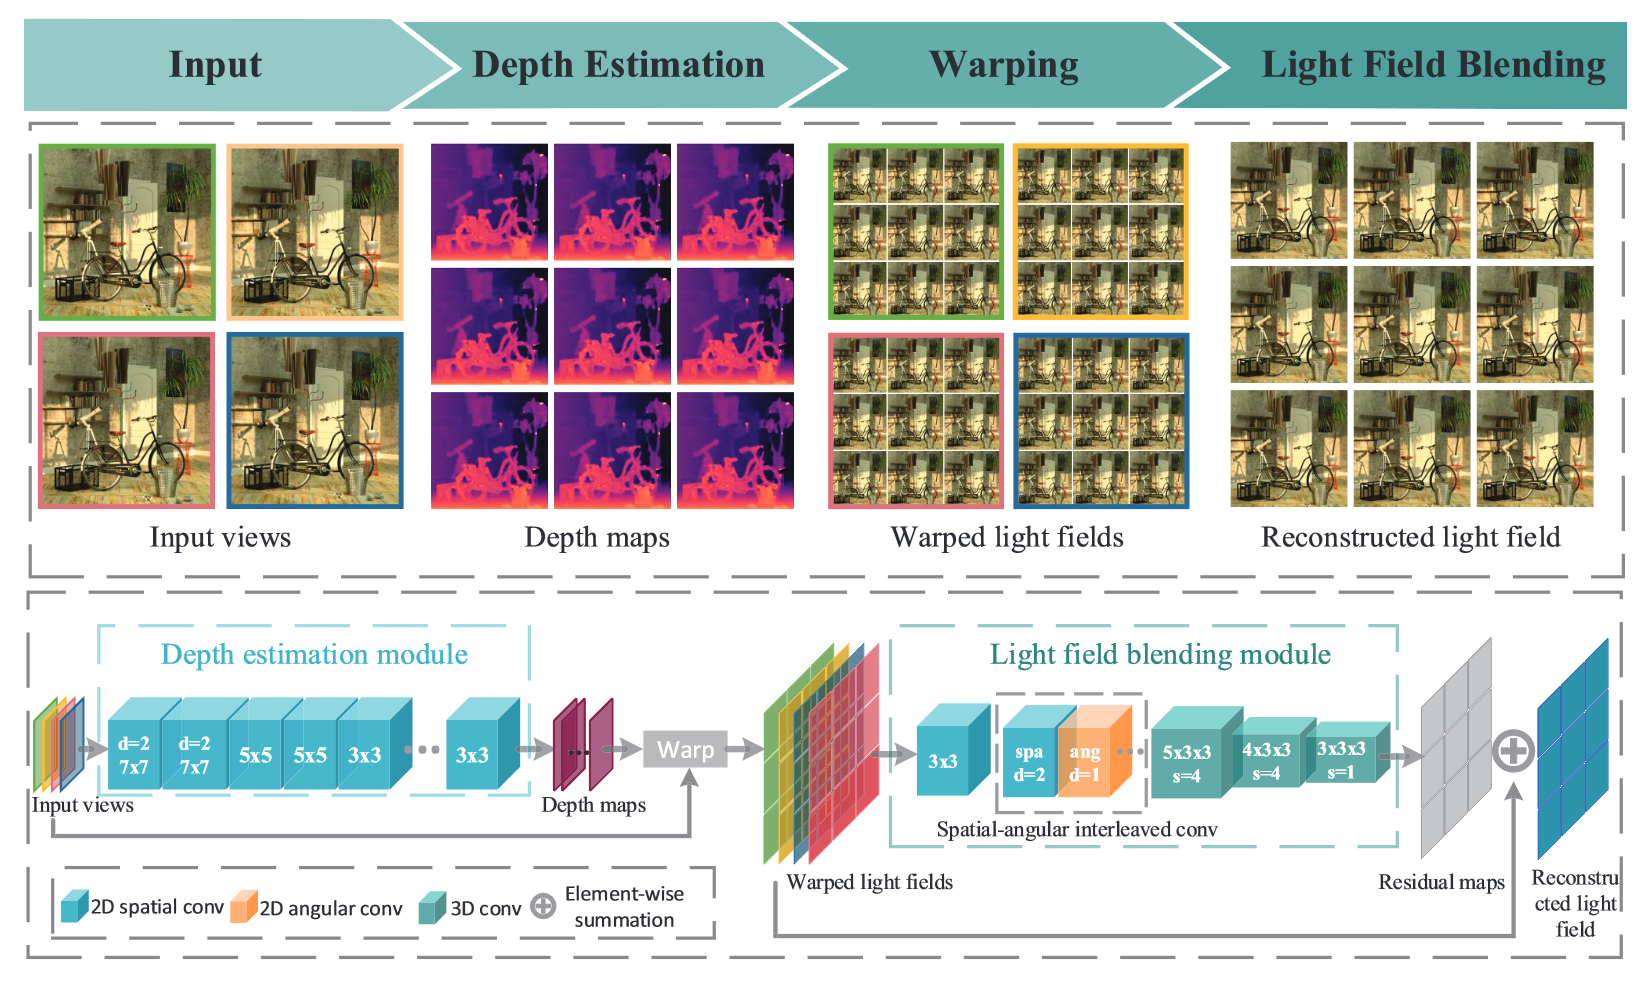 Input
Depth Estimation
Warping
Light Field Blending
Input views
Depth maps
Warped light fields
Reconstructed light field
Depth estimation module
d=2
7x7
d=2
7x7
5x5
5x5
3x3
3x3
Input views
Depth maps
Warp
Warped light fields
Light field blending module
3x3
spa
d=2
ang
d=1
5x3x3
s=4
4x3x3
s=4
3x3x3
s=1
Spatial-angular interleaved conv
Residual maps
Reconstru
cted light
field
2D spatial conv
2D angular conv
3D conv
Element-wise
summation